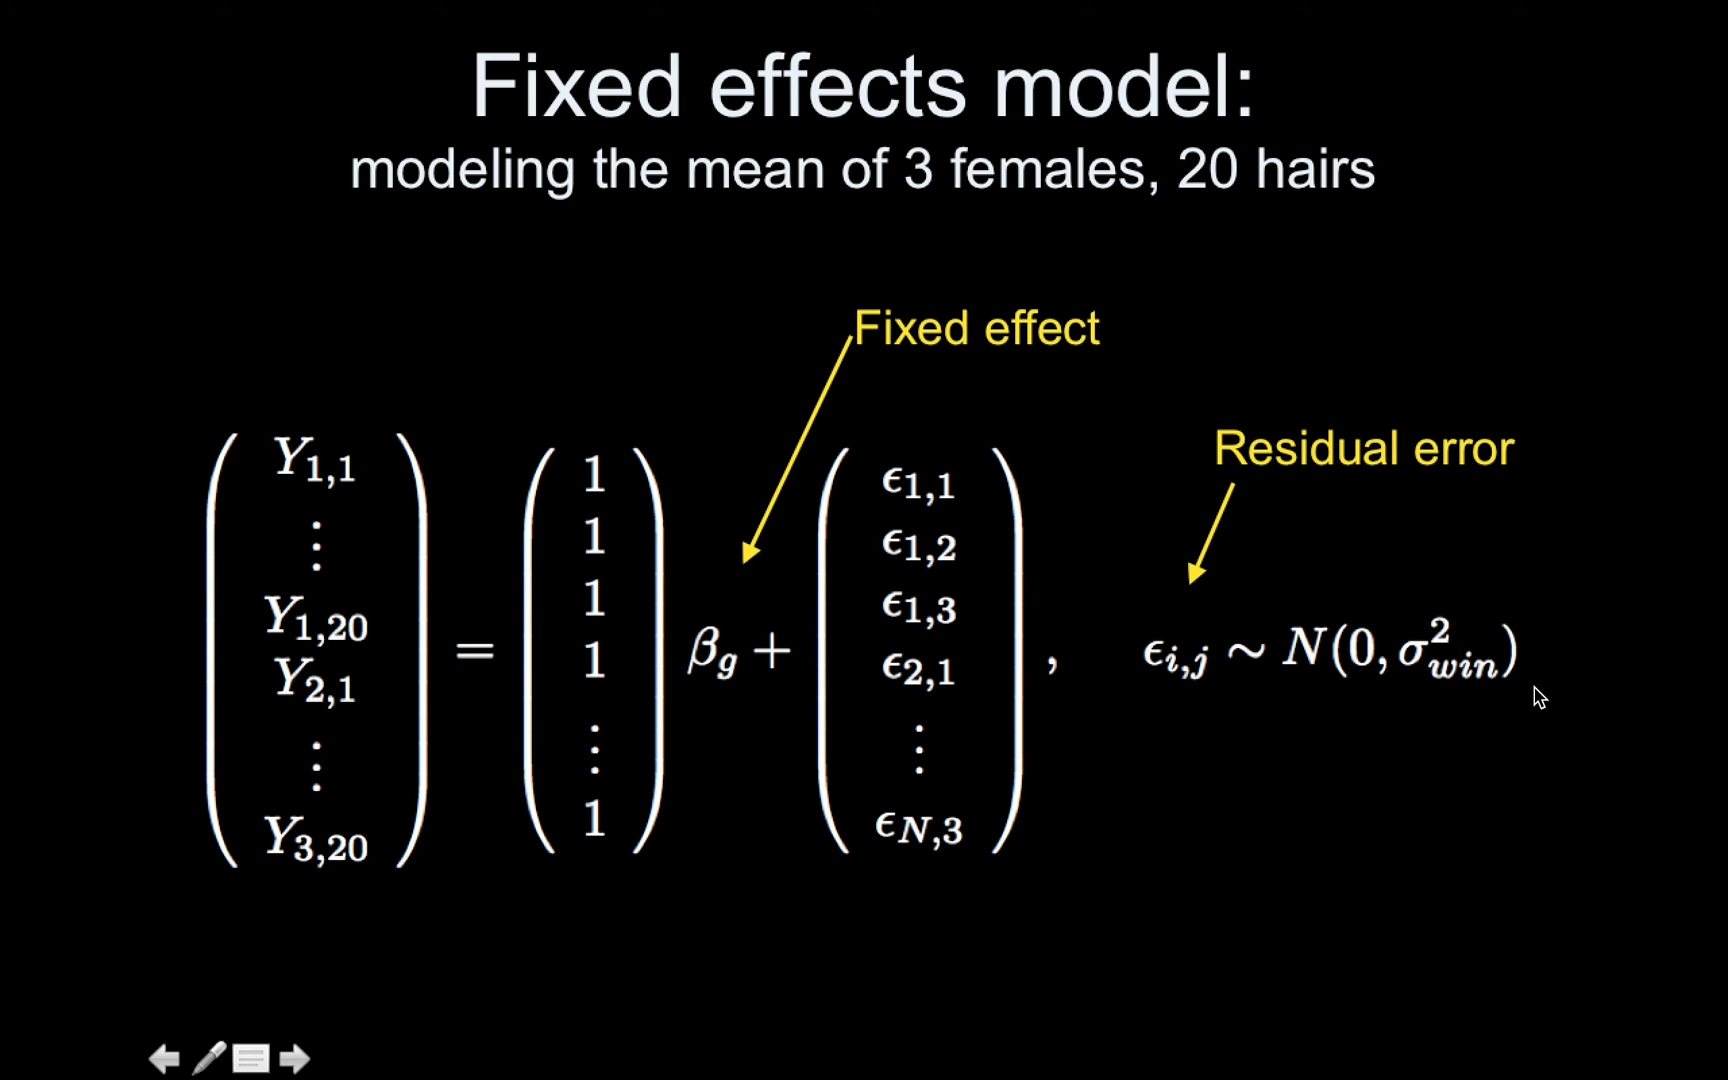 Fixed effects model:
modeling the mean of 3 females, 20 hairs
Fixed effect
Residual error
Y_{1,1}
⋮
Y_{1,20}
Y_{2,1}
⋮
Y_{3,20}
=
1
1
1
1
⋮
1
β_g +
ϵ_{1,1}
ϵ_{1,2}
ϵ_{1,3}
ϵ_{2,1}
⋮
ϵ_{N,3}
, ϵ_{i,j} ~ N(0, σ²_{win})